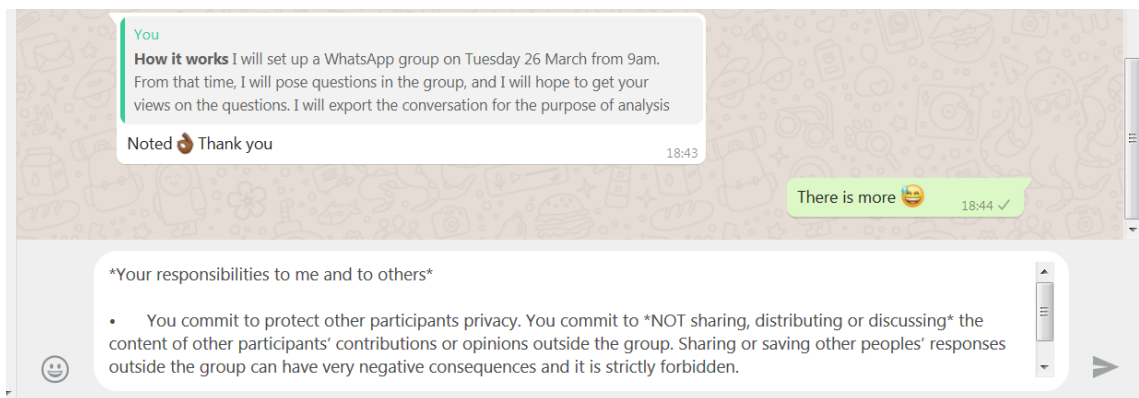 You
How it works I will set up a WhatsApp group on Tuesday 26 March from 9am.
From that time, I will pose questions in the group, and I will hope to get your
views on the questions. I will export the conversation for the purpose of analysis
Noted 👌🏾 Thank you
18:43
There is more 😅
18:44
*Your responsibilities to me and to others*
• You commit to protect other participants privacy. You commit to *NOT sharing, distributing or discussing* the
content of other participants' contributions or opinions outside the group. Sharing or saving other peoples' responses
outside the group can have very negative consequences and it is strictly forbidden.